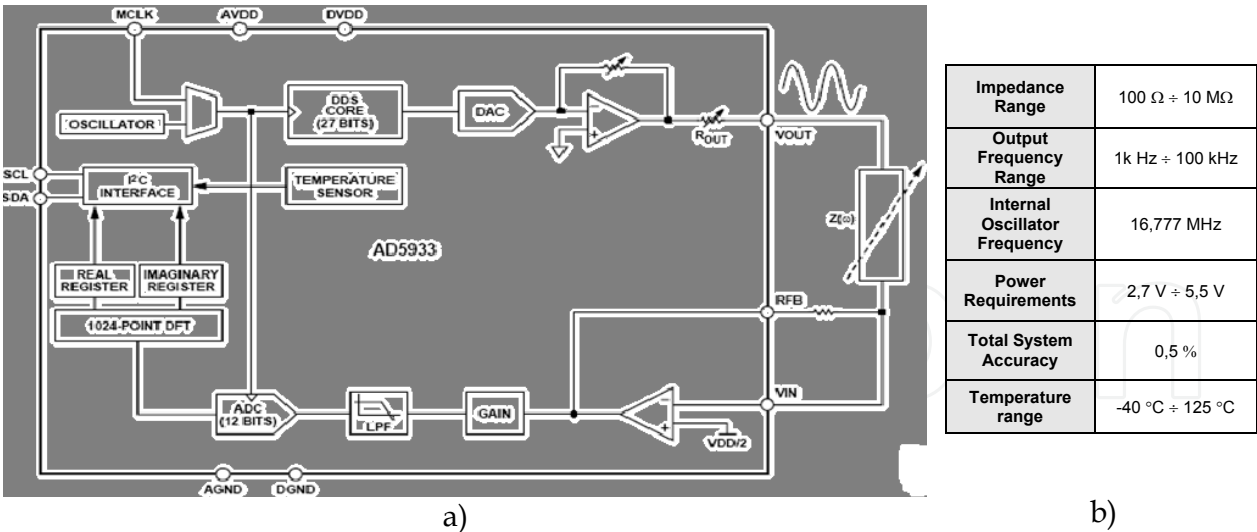 MCLK
AVDD
DVDD
OSCILLATOR
DDS
CORE
(27 BITS)
DAC
ROUT
VOUT
SCL
SDA
I²C
INTERFACE
TEMPERATURE
SENSOR
Z(ω)
AD5933
REAL
REGISTER
IMAGINARY
REGISTER
1024-POINT DFT
RFB
VIN
ADC
(12 BITS)
LPF
GAIN
VDD/2
AGND
DGND
a)
Impedance
Range
100 Ω ÷ 10 MΩ
Output
Frequency
Range
1k Hz ÷ 100 kHz
Internal
Oscillator
Frequency
16,777 MHz
Power
Requirements
2,7 V ÷ 5,5 V
Total System
Accuracy
0,5 %
Temperature
range
-40 °C ÷ 125 °C
b)